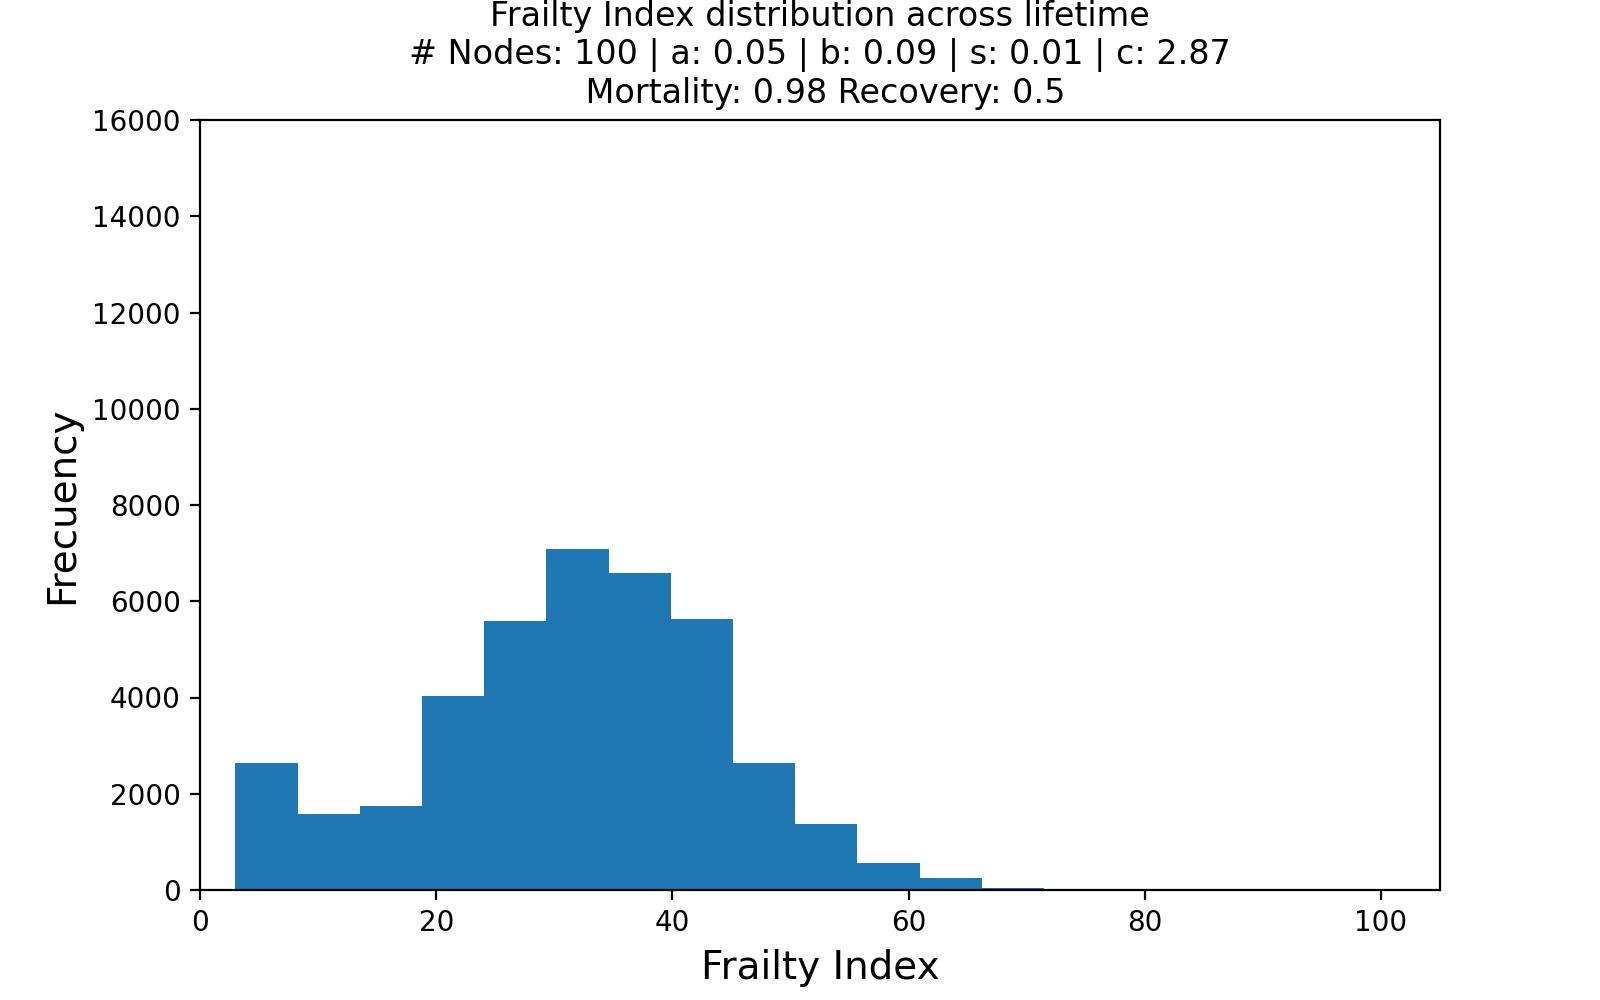 Frailty Index distribution across lifetime
# Nodes: 100 | a: 0.05 | b: 0.09 | s: 0.01 | c: 2.87
Mortality: 0.98 Recovery: 0.5
16000
14000
12000
10000
8000
6000
4000
2000
0
Frecuency
0 20 40 60 80 100
Frailty Index